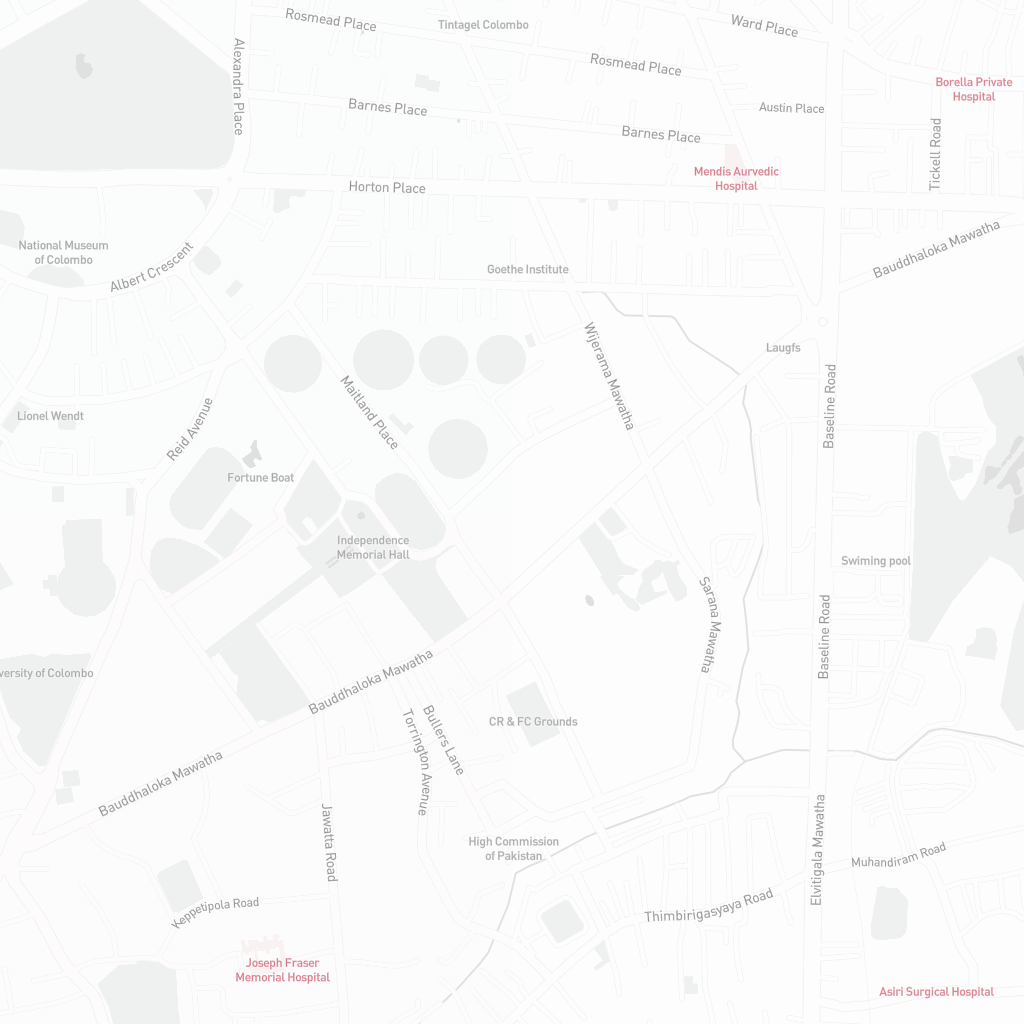 Rosmead Place
Tintagel Colombo
Ward Place
Alexandra Place
Rosmead Place
Borella Private
Hospital
Barnes Place
Austin Place
Barnes Place
Tickell Road
Mendis Aurvedic
Hospital
Horton Place
National Museum
of Colombo
Albert Crescent
Goethe Institute
Bauddhaloka Mawatha
Wijerama Mawatha
Laugfs
Baseline Road
Lionel Wendt
Reid Avenue
Maitland Place
Fortune Boat
Independence
Memorial Hall
Swiming pool
Sarana Mawatha
Baseline Road
versity of Colombo
Bauddhaloka Mawatha
CR & FC Grounds
Bullers Lane
Torrington Avenue
Bauddhaloka Mawatha
Jawatta Road
High Commission
of Pakistan
Elvitigala Mawatha
Muhandiram Road
Keppetipola Road
Thimbirigasyaya Road
Joseph Fraser
Memorial Hospital
Asiri Surgical Hospital